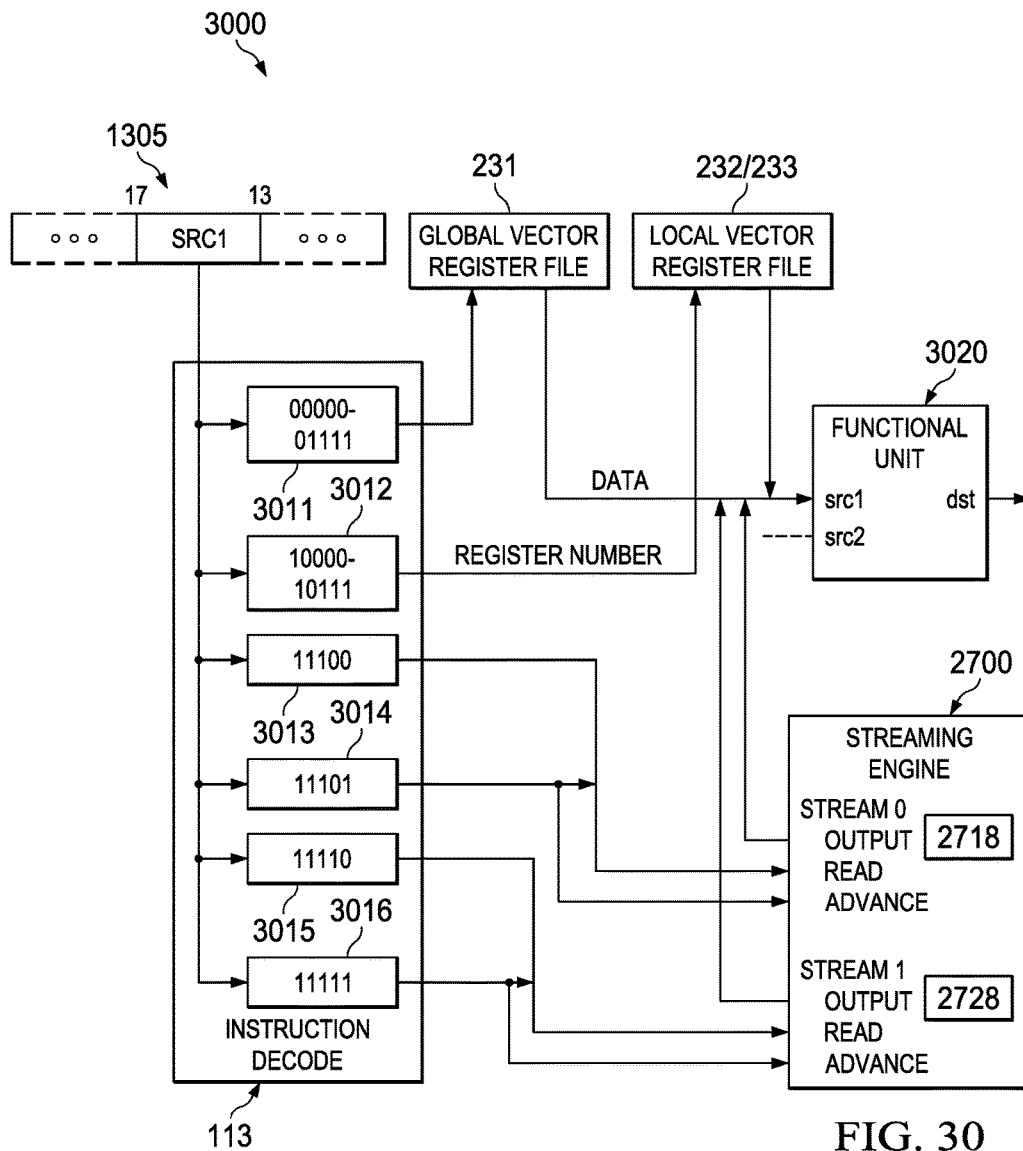 3000
1305
17
13
SRC1
231
GLOBAL VECTOR
REGISTER FILE
232/233
LOCAL VECTOR
REGISTER FILE
00000-
01111
3011
3012
10000-
10111
REGISTER NUMBER
DATA
3020
FUNCTIONAL
UNIT
src1
dst
src2
11100
3013
3014
11101
11110
3015
3016
11111
INSTRUCTION
DECODE
113
2700
STREAMING
ENGINE
STREAM 0
OUTPUT
2718
READ
ADVANCE
STREAM 1
OUTPUT
2728
READ
ADVANCE
FIG. 30